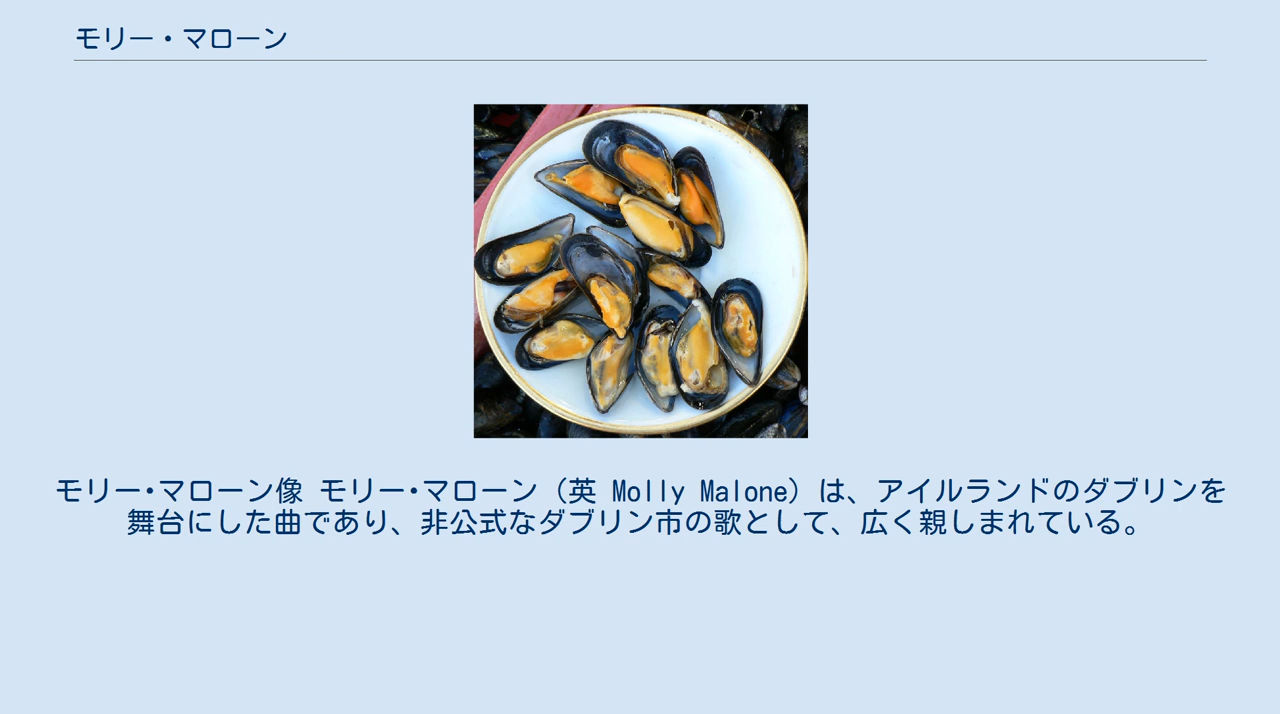 モリー・マローン
モリー･マローン像 モリー･マローン（英 Molly Malone）は、アイルランドのダブリンを
舞台にした曲であり、非公式なダブリン市の歌として、広く親しまれている。